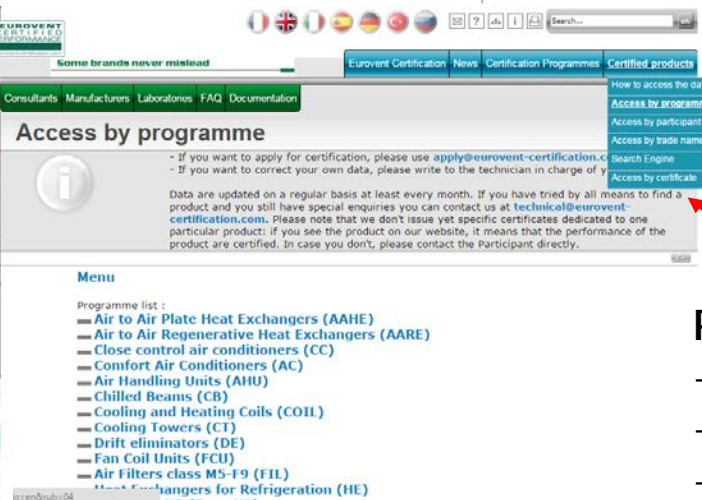 EUROVENT
CERTIFIED
PERFORMANCE
Search...
Some brands never mislead
Eurovent Certification News Certification Programmes Certified products
Consultants Manufacturers Laboratories FAQ Documentation
How to access the da
Access by programm
Access by participant
Access by trade name
Search Engine
Access by certificate
Access by programme
- If you want to apply for certification, please use apply@eurovent-certification.c
- If you want to correct your own data, please write to the technician in charge of y
Data are updated on a regular basis at least every month. If you have tried by all means to find a
product and you still have special enquiries you can contact us at technical@eurovent-
certification.com. Please note that we don't issue yet specific certificates dedicated to one
particular product: if you see the product on our website, it means that the performance of the
product are certified. In case you don't, please contact the Participant directly.
Menu
Programme list :
Air to Air Plate Heat Exchangers (AAHE)
Air to Air Regenerative Heat Exchangers (AARE)
Close control air conditioners (CC)
Comfort Air Conditioners (AC)
Air Handling Units (AHU)
Chilled Beams (CB)
Cooling and Heating Coils (COIL)
Cooling Towers (CT)
Drift eliminators (DE)
Fan Coil Units (FCU)
Air Filters class M5-F9 (FIL)
Heat Exchangers for Refrigeration (HE)
g=en&rub=04
-
-
-